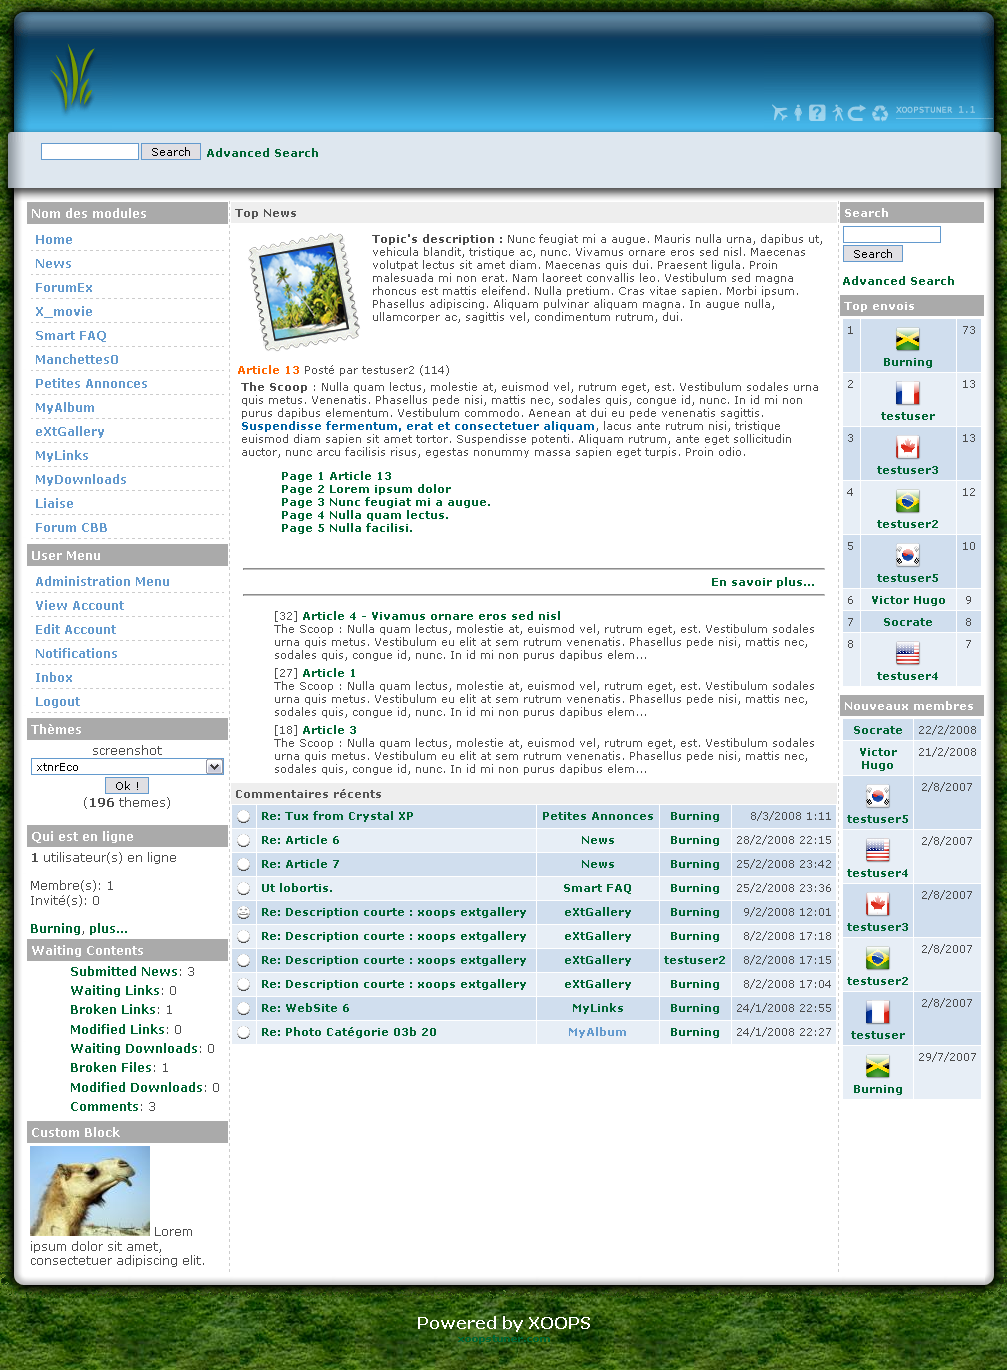 XOOPSTUNER 1.1
Search Advanced Search
Nom des modules
Home
News
ForumEx
X_movie
Smart FAQ
Manchettes0
Petites Annonces
MyAlbum
eXtGallery
MyLinks
MyDownloads
Liaise
Forum CBB
User Menu
Administration Menu
View Account
Edit Account
Notifications
Inbox
Logout
Thèmes
screenshot
xtnrEco
Ok !
(196 themes)
Qui est en ligne
1 utilisateur(s) en ligne
Membre(s): 1
Invité(s): 0
Burning, plus...
Waiting Contents
Submitted News: 3
Waiting Links: 0
Broken Links: 1
Modified Links: 0
Waiting Downloads: 0
Broken Files: 1
Modified Downloads: 0
Comments: 3
Custom Block
Lorem
ipsum dolor sit amet,
consectetuer adipiscing elit.
Top News
Topic's description : Nunc feugiat mi a augue. Mauris nulla urna, dapibus ut,
vehicula blandit, tristique ac, nunc. Vivamus ornare eros sed nisl. Maecenas
volutpat lectus sit amet diam. Maecenas quis dui. Praesent ligula. Proin
malesuada mi non erat. Nam laoreet convallis leo. Vestibulum sed magna
rhoncus est mattis eleifend. Nulla pretium. Cras vitae sapien. Morbi ipsum.
Phasellus adipiscing. Aliquam pulvinar aliquam magna. In augue nulla,
ullamcorper ac, sagittis vel, condimentum rutrum, dui.
Article 13 Posté par testuser2 (114)
The Scoop : Nulla quam lectus, molestie at, euismod vel, rutrum eget, est. Vestibulum sodales urna
quis metus. Venenatis. Phasellus pede nisi, mattis nec, sodales quis, congue id, nunc. In id mi non
purus dapibus elementum. Vestibulum commodo. Aenean at dui eu pede venenatis sagittis.
Suspendisse fermentum, erat et consectetuer aliquam, lacus ante rutrum nisi, tristique
euismod diam sapien sit amet tortor. Suspendisse potenti. Aliquam rutrum, ante eget sollicitudin
auctor, nunc arcu facilisis risus, egestas nonummy massa sapien eget turpis. Proin odio.
Page 1 Article 13
Page 2 Lorem ipsum dolor
Page 3 Nunc feugiat mi a augue.
Page 4 Nulla quam lectus.
Page 5 Nulla facilisi.
En savoir plus...
[32] Article 4 - Vivamus ornare eros sed nisl
The Scoop : Nulla quam lectus, molestie at, euismod vel, rutrum eget, est. Vestibulum sodales
urna quis metus. Vestibulum eu elit at sem rutrum venenatis. Phasellus pede nisi, mattis nec,
sodales quis, congue id, nunc. In id mi non purus dapibus elem...
[27] Article 1
The Scoop : Nulla quam lectus, molestie at, euismod vel, rutrum eget, est. Vestibulum sodales
urna quis metus. Vestibulum eu elit at sem rutrum venenatis. Phasellus pede nisi, mattis nec,
sodales quis, congue id, nunc. In id mi non purus dapibus elem...
[18] Article 3
The Scoop : Nulla quam lectus, molestie at, euismod vel, rutrum eget, est. Vestibulum sodales
urna quis metus. Vestibulum eu elit at sem rutrum venenatis. Phasellus pede nisi, mattis nec,
sodales quis, congue id, nunc. In id mi non purus dapibus elem...
Commentaires récents
Re: Tux from Crystal XP Petites Annonces Burning 8/3/2008 1:11
Re: Article 6 News Burning 28/2/2008 22:15
Re: Article 7 News Burning 25/2/2008 23:42
Ut lobortis. Smart FAQ Burning 25/2/2008 23:36
Re: Description courte : xoops extgallery eXtGallery Burning 9/2/2008 12:01
Re: Description courte : xoops extgallery eXtGallery Burning 8/2/2008 17:18
Re: Description courte : xoops extgallery eXtGallery testuser2 8/2/2008 17:15
Re: Description courte : xoops extgallery eXtGallery Burning 8/2/2008 17:04
Re: WebSite 6 MyLinks Burning 24/1/2008 22:55
Re: Photo Catégorie 03b 20 MyAlbum Burning 24/1/2008 22:27
Search
Search
Advanced Search
Top envois
1 Burning 73
2 testuser 13
3 testuser3 13
4 testuser2 12
5 testuser5 10
6 Victor Hugo 9
7 Socrate 8
8 testuser4 7
Nouveaux membres
Socrate 22/2/2008
Victor Hugo 21/2/2008
testuser5 2/8/2007
testuser4 2/8/2007
testuser3 2/8/2007
testuser2 2/8/2007
testuser 2/8/2007
Burning 29/7/2007
Powered by XOOPS